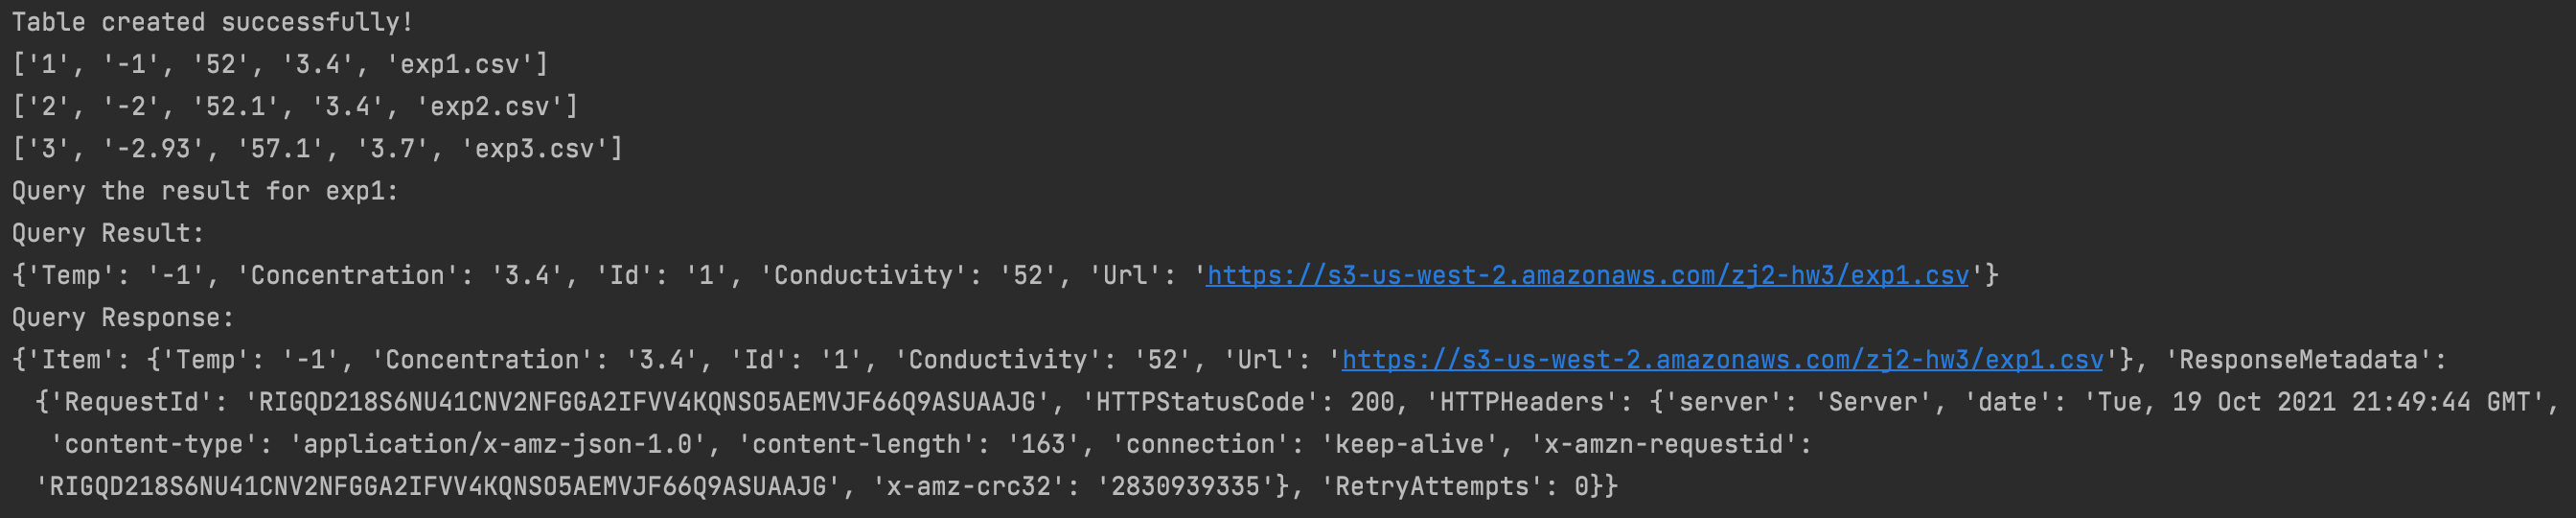 Table created successfully!
['1', '-1', '52', '3.4', 'exp1.csv']
['2', '-2', '52.1', '3.4', 'exp2.csv']
['3', '-2.93', '57.1', '3.7', 'exp3.csv']
Query the result for exp1:
Query Result:
{'Temp': '-1', 'Concentration': '3.4', 'Id': '1', 'Conductivity': '52', 'Url': 'https://s3-us-west-2.amazonaws.com/zj2-hw3/exp1.csv'}
Query Response:
{'Item': {'Temp': '-1', 'Concentration': '3.4', 'Id': '1', 'Conductivity': '52', 'Url': 'https://s3-us-west-2.amazonaws.com/zj2-hw3/exp1.csv'}, 'ResponseMetadata':
{'RequestId': 'RIGQD218S6NU41CNV2NFGGA2IFVV4KQNSO5AEMVJF66Q9ASUAAJG', 'HTTPStatusCode': 200, 'HTTPHeaders': {'server': 'Server', 'date': 'Tue, 19 Oct 2021 21:49:44 GMT',
'content-type': 'application/x-amz-json-1.0', 'content-length': '163', 'connection': 'keep-alive', 'x-amzn-requestid':
'RIGQD218S6NU41CNV2NFGGA2IFVV4KQNSO5AEMVJF66Q9ASUAAJG', 'x-amz-crc32': '2830939335'}, 'RetryAttempts': 0}}